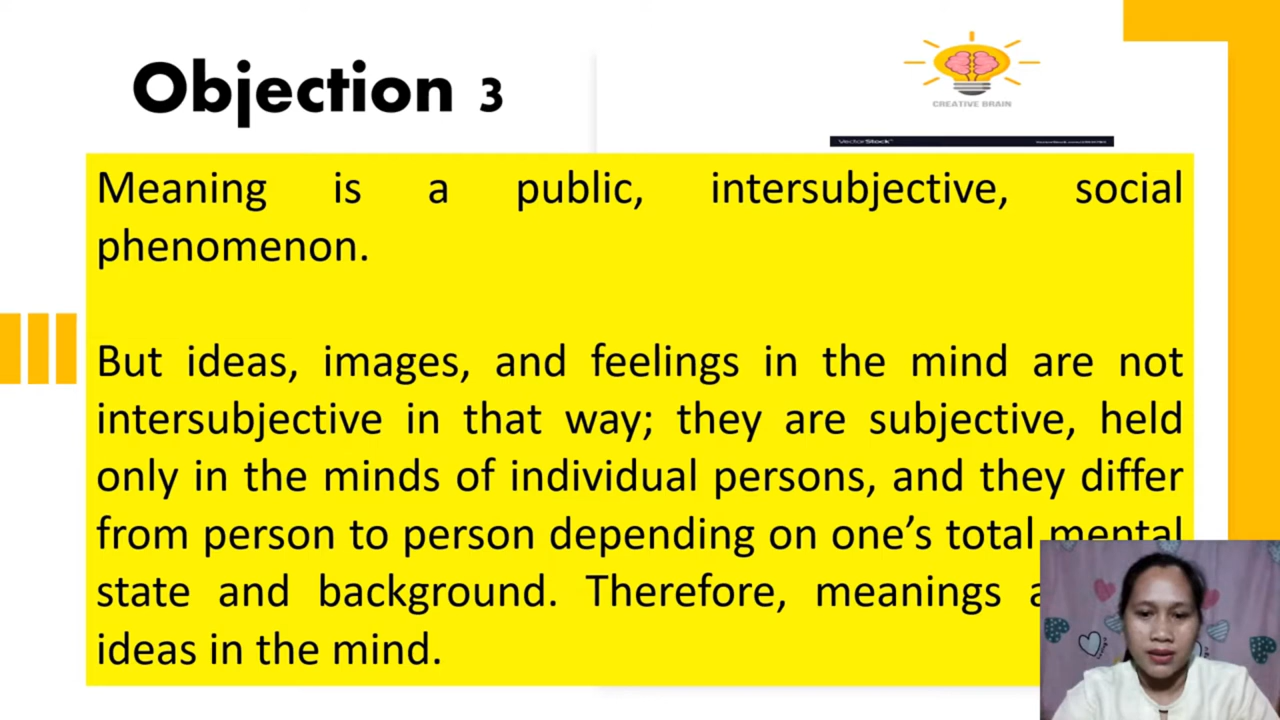 Objection 3
CREATIVE BRAIN
VectorStock
Meaning is a public, intersubjective, social
phenomenon.
But ideas, images, and feelings in the mind are not
intersubjective in that way; they are subjective, held
only in the minds of individual persons, and they differ
from person to person depending on one's total mental
state and background. Therefore, meanings
ideas in the mind.